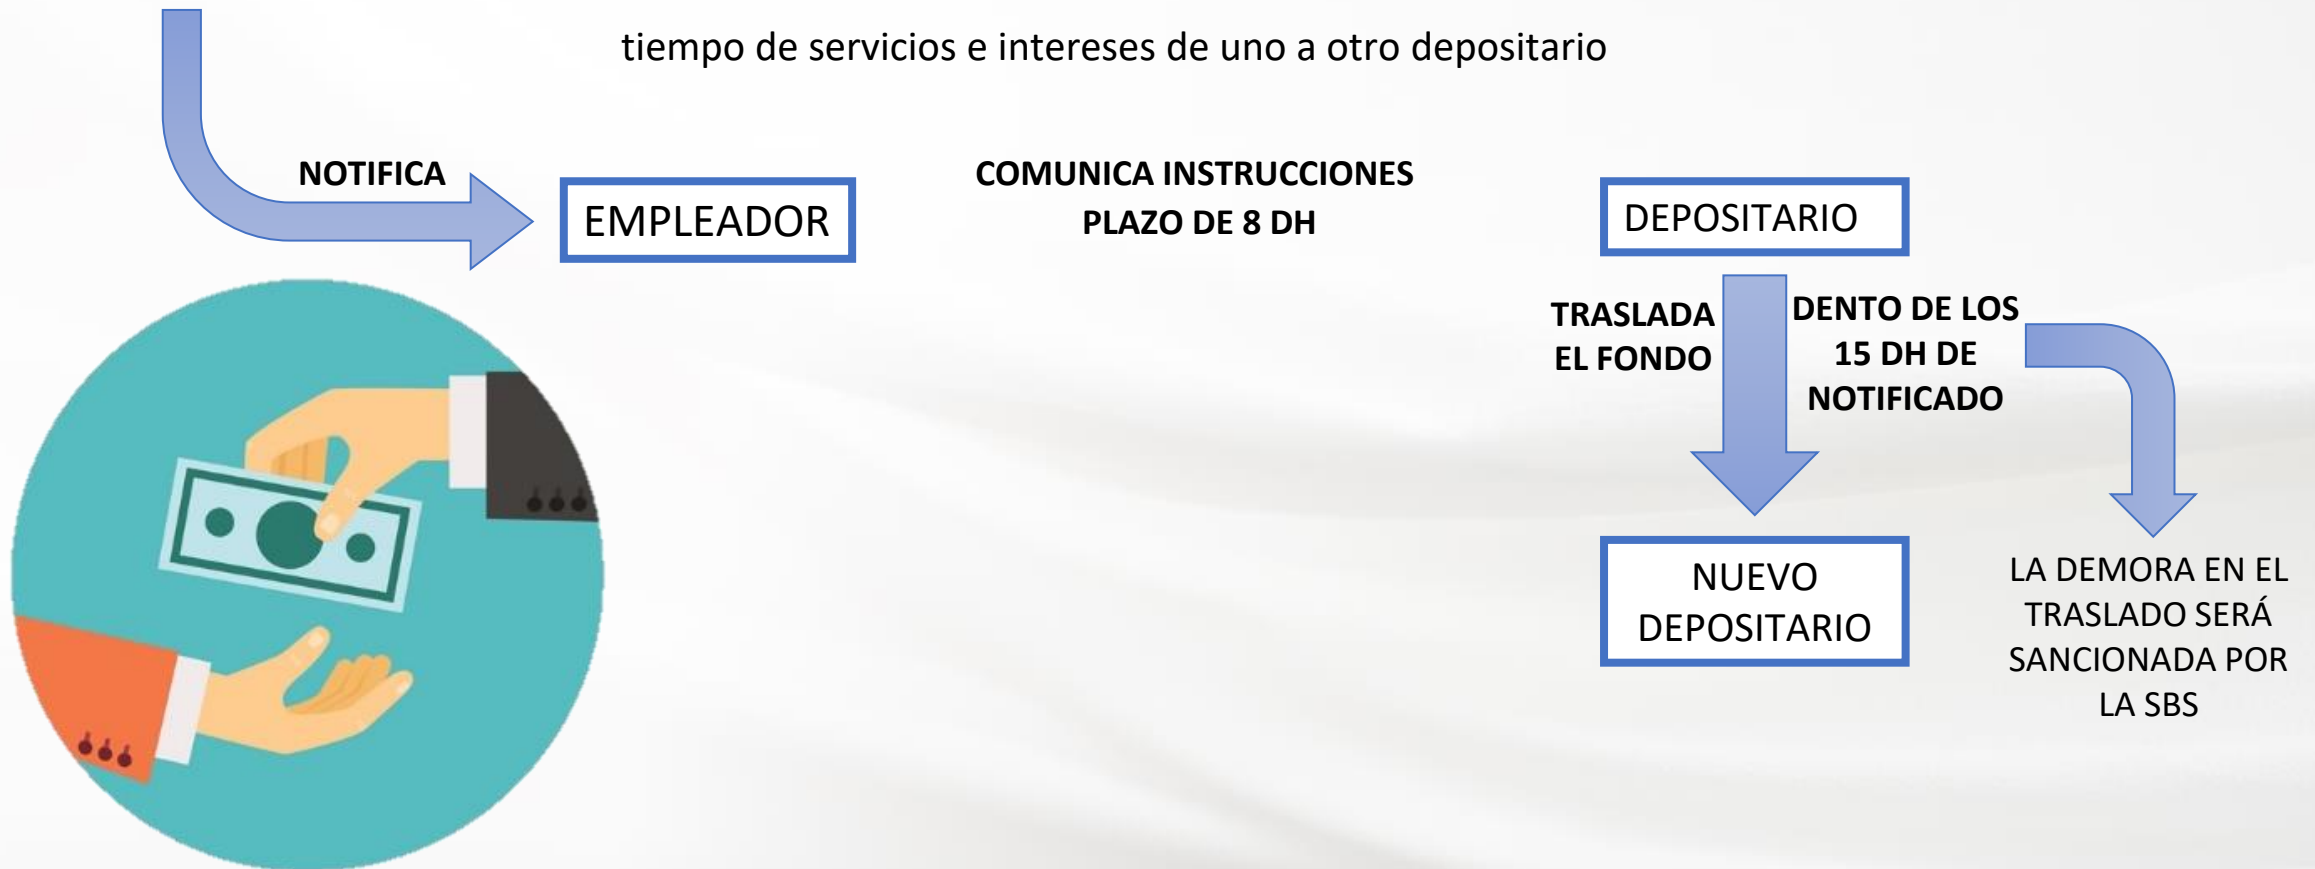 tiempo de servicios e intereses de uno a otro depositario
NOTIFICA
EMPLEADOR
COMUNICA INSTRUCCIONES
PLAZO DE 8 DH
DEPOSITARIO
TRASLADA
EL FONDO
DENTO DE LOS
15 DH DE
NOTIFICADO
NUEVO
DEPOSITARIO
LA DEMORA EN EL
TRASLADO SERÁ
SANCIONADA POR
LA SBS